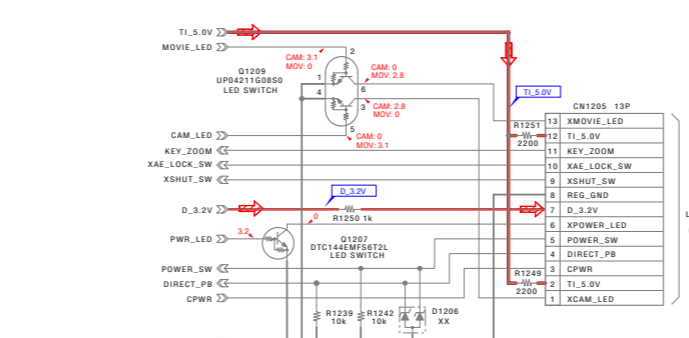 TI_5.0V
MOVIE_LED
2
CAM: 3.1
MOV: 0
CAM: 0
MOV: 2.8
Q1209
UP04211G08S0
LED SWITCH
1
6
4
3
CAM: 2.8
MOV: 0
TI_5.0V
CN1205 13P
5
CAM: 0
MOV: 3.1
CAM_LED
KEY_ZOOM
XAE_LOCK_SW
XSHUT_SW
R1251
2200
13 XMOVIE_LED
12 TI_5.0V
11 KEY_ZOOM
10 XAE_LOCK_SW
9 XSHUT_SW
8 REG_GND
7 D_3.2V
6 XPOWER_LED
5 POWER_SW
4 DIRECT_PB
3 CPWR
2 TI_5.0V
1 XCAM_LED
D_3.2V
D_3.2V
R1250 1k
0
3.2
PWR_LED
Q1207
DTC144EMFS6T2L
LED SWITCH
POWER_SW
DIRECT_PB
CPWR
R1249
2200
R1239
10k
R1242
10k
D1206
XX